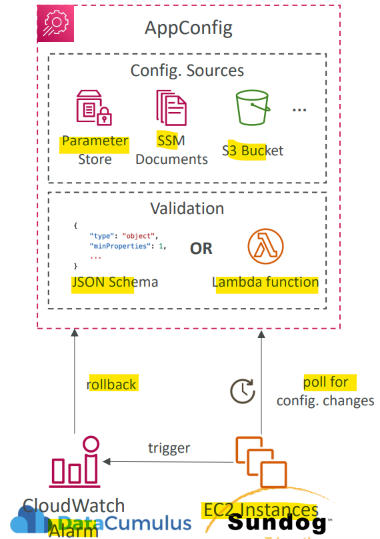 AppConfig
Config. Sources
Parameter
Store
SSM
Documents
S3 Bucket
...
Validation
{
"type": "object",
"minProperties": 1,
...
}
OR
JSON Schema
Lambda function
rollback
poll for
config. changes
trigger
CloudWatch
Alarm
EC2 Instances
DataCumulus
Sundog